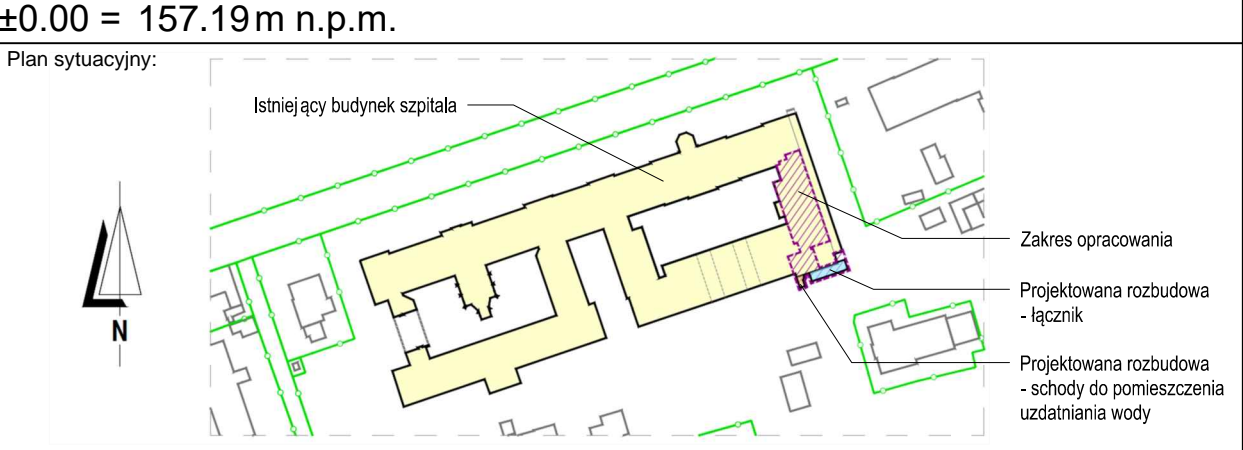 ±0.00 = 157.19m n.p.m.
Plan sytuacyjny:
Istniejący budynek szpitala
N
Zakres opracowania
Projektowana rozbudowa
- łącznik
Projektowana rozbudowa
- schody do pomieszczenia
uzdatniania wody